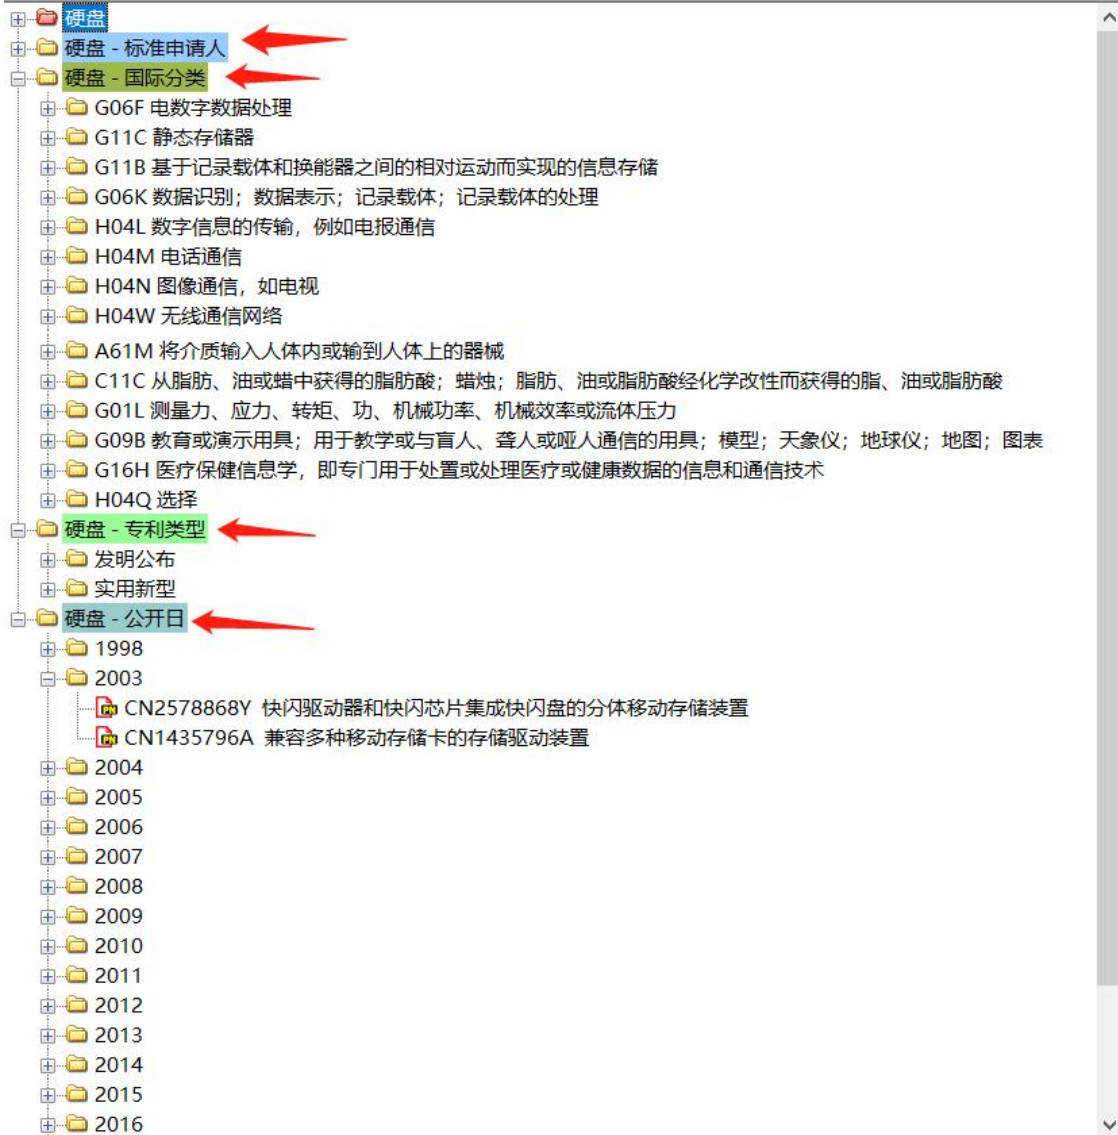 硬盘
硬盘 - 标准申请人
硬盘 - 国际分类
G06F 电数字数据处理
G11C 静态存储器
G11B 基于记录载体和换能器之间的相对运动而实现的信息存储
G06K 数据识别；数据表示；记录载体；记录载体的处理
H04L 数字信息的传输，例如电报通信
H04M 电话通信
H04N 图像通信，如电视
H04W 无线通信网络
A61M 将介质输入人体内或输到人体上的器械
C11C 从脂肪、油或蜡中获得的脂肪酸；蜡烛；脂肪、油或脂肪酸经化学改性而获得的脂、油或脂肪酸
G01L 测量力、应力、转矩、功、机械功率、机械效率或流体压力
G09B 教育或演示用具；用于教学或与盲人、聋人或哑人通信的用具；模型；天象仪；地球仪；地图；图表
G16H 医疗保健信息学，即专门用于处置或处理医疗或健康数据的信息和通信技术
H04Q 选择
硬盘 - 专利类型
发明公布
实用新型
硬盘 - 公开日
1998
2003
CN2578868Y 快闪驱动器和快闪芯片集成快闪盘的分体移动存储装置
CN1435796A 兼容多种移动存储卡的存储驱动装置
2004
2005
2006
2007
2008
2009
2010
2011
2012
2013
2014
2015
2016